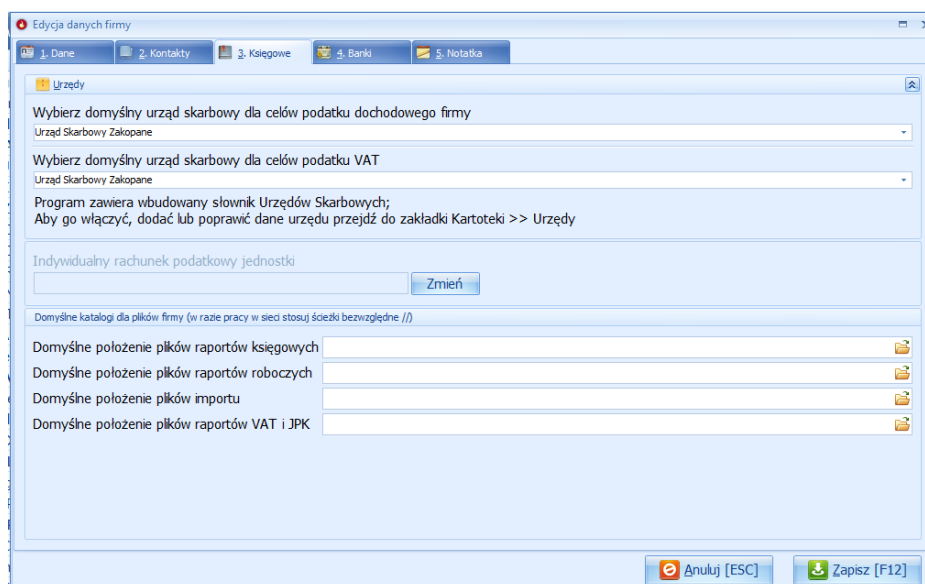 Edycja danych firmy
1. Dane
2. Kontakty
3. Księgowe
4. Banki
5. Notatka
Urzędy
Wybierz domyślny urząd skarbowy dla celów podatku dochodowego firmy
Urząd Skarbowy Zakopane
Wybierz domyślny urząd skarbowy dla celów podatku VAT
Urząd Skarbowy Zakopane
Program zawiera wbudowany słownik Urzędów Skarbowych;
Aby go włączyć, dodać lub poprawić dane urzędu przejdź do zakładki Kartoteki >> Urzędy
Indywidualny rachunek podatkowy jednostki
Zmień
Domyślne katalogi dla plików firmy (w razie pracy w sieci stosuj ścieżki bezwzględne //)
Domyślne położenie plików raportów księgowych
Domyślne położenie plików raportów roboczych
Domyślne położenie plików importu
Domyślne położenie plików raportów VAT i JPK
Anuluj [ESC]
Zapisz [F12]